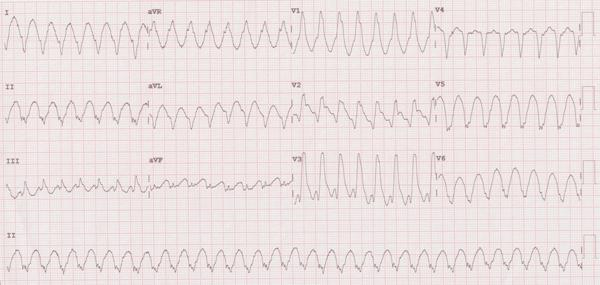 I aVR V1 V4
II aVL V2 V5
III aVF V3 V6
II